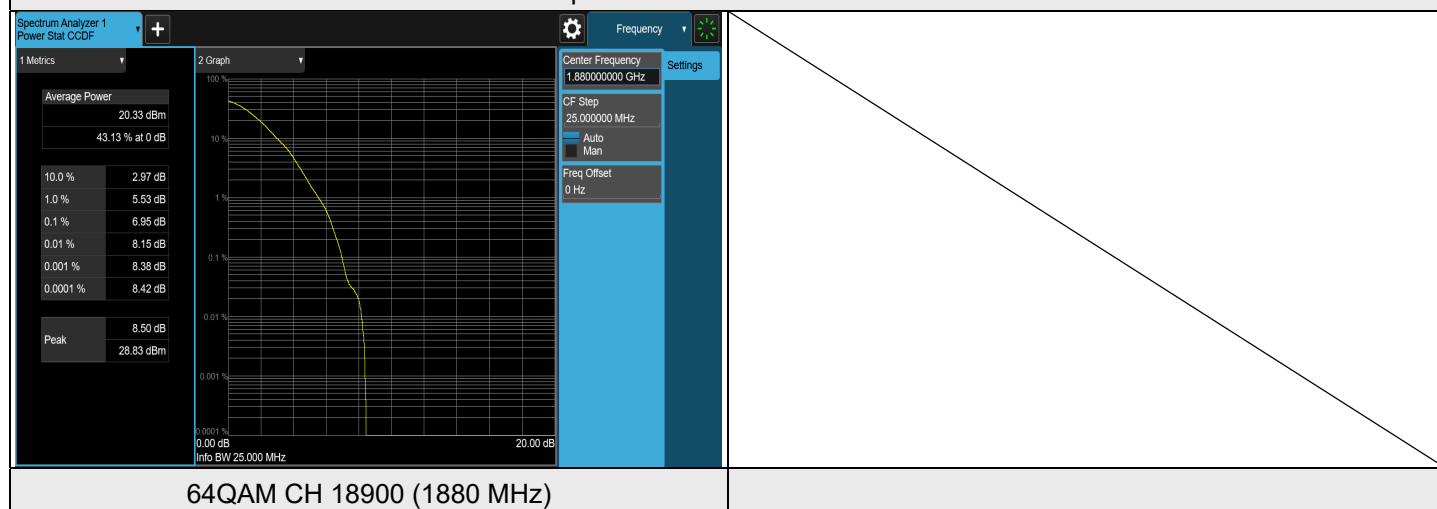 Spectrum Analyzer 1
Power Stat CCDF
+
Frequency
1 Metrics
2 Graph
Center Frequency
1.880000000 GHz
Settings
CF Step
25.000000 MHz
Auto
Man
Freq Offset
0 Hz
Average Power
20.33 dBm
43.13 % at 0 dB
10.0 % 2.97 dB
1.0 % 5.53 dB
0.1 % 6.95 dB
0.01 % 8.15 dB
0.001 % 8.38 dB
0.0001 % 8.42 dB
Peak
8.50 dB
28.83 dBm
100 %
10 %
1 %
0.1 %
0.01 %
0.001 %
0.0001 %
0.00 dB 20.00 dB
Info BW 25.000 MHz
64QAM CH 18900 (1880 MHz)